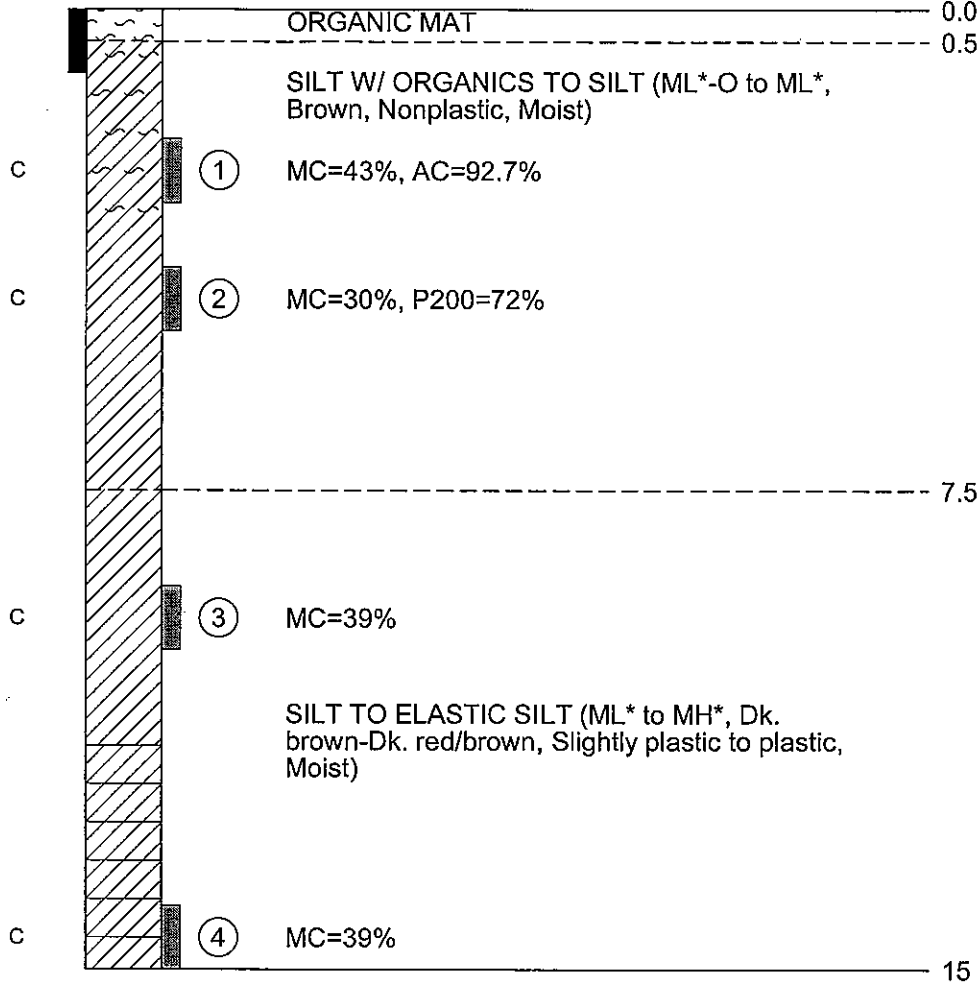 ORGANIC MAT 0.0
0.5
SILT W/ ORGANICS TO SILT (ML*-O to ML*,
Brown, Nonplastic, Moist)
C 1 MC=43%, AC=92.7%
C 2 MC=30%, P200=72%
7.5
C 3 MC=39%
SILT TO ELASTIC SILT (ML* to MH*, Dk.
brown-Dk. red/brown, Slightly plastic to plastic,
Moist)
C 4 MC=39%
15